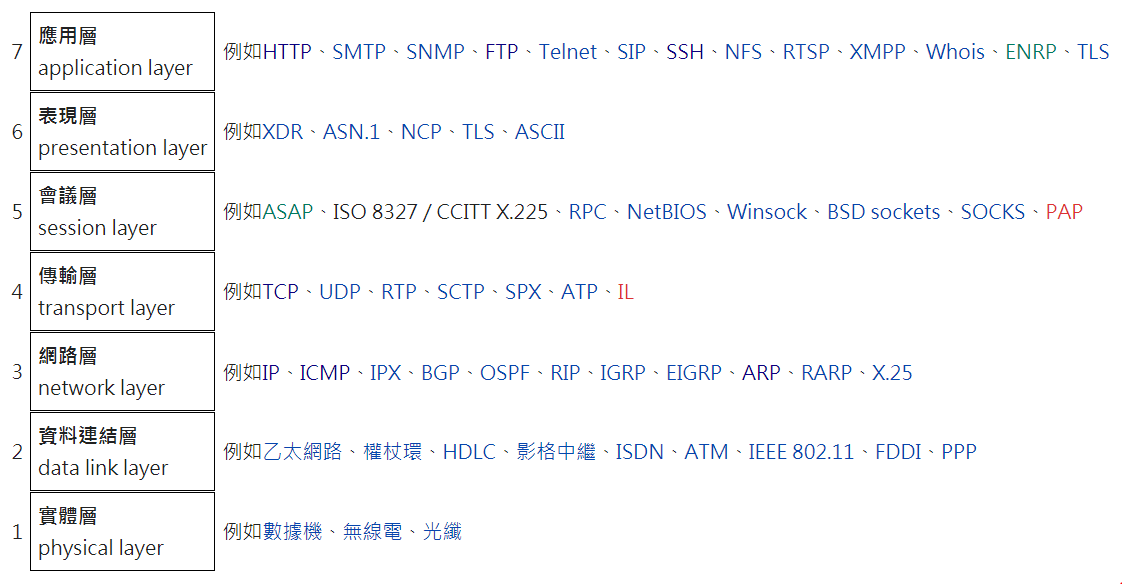 7 應用層 例如HTTP、SMTP、SNMP、FTP、Telnet、SIP、SSH、NFS、RTSP、XMPP、Whois、ENRP、TLS
application layer
6 表現層 例如XDR、ASN.1、NCP、TLS、ASCII
presentation layer
5 會議層 例如ASAP、ISO 8327 / CCITT X.225、RPC、NetBIOS、Winsock、BSD sockets、SOCKS、PAP
session layer
4 傳輸層 例如TCP、UDP、RTP、SCTP、SPX、ATP、IL
transport layer
3 網路層 例如IP、ICMP、IPX、BGP、OSPF、RIP、IGRP、EIGRP、ARP、RARP、X.25
network layer
2 資料連結層 例如乙太網路、權杖環、HDLC、影格中繼、ISDN、ATM、IEEE 802.11、FDDI、PPP
data link layer
1 實體層 例如數據機、無線電、光纖
physical layer